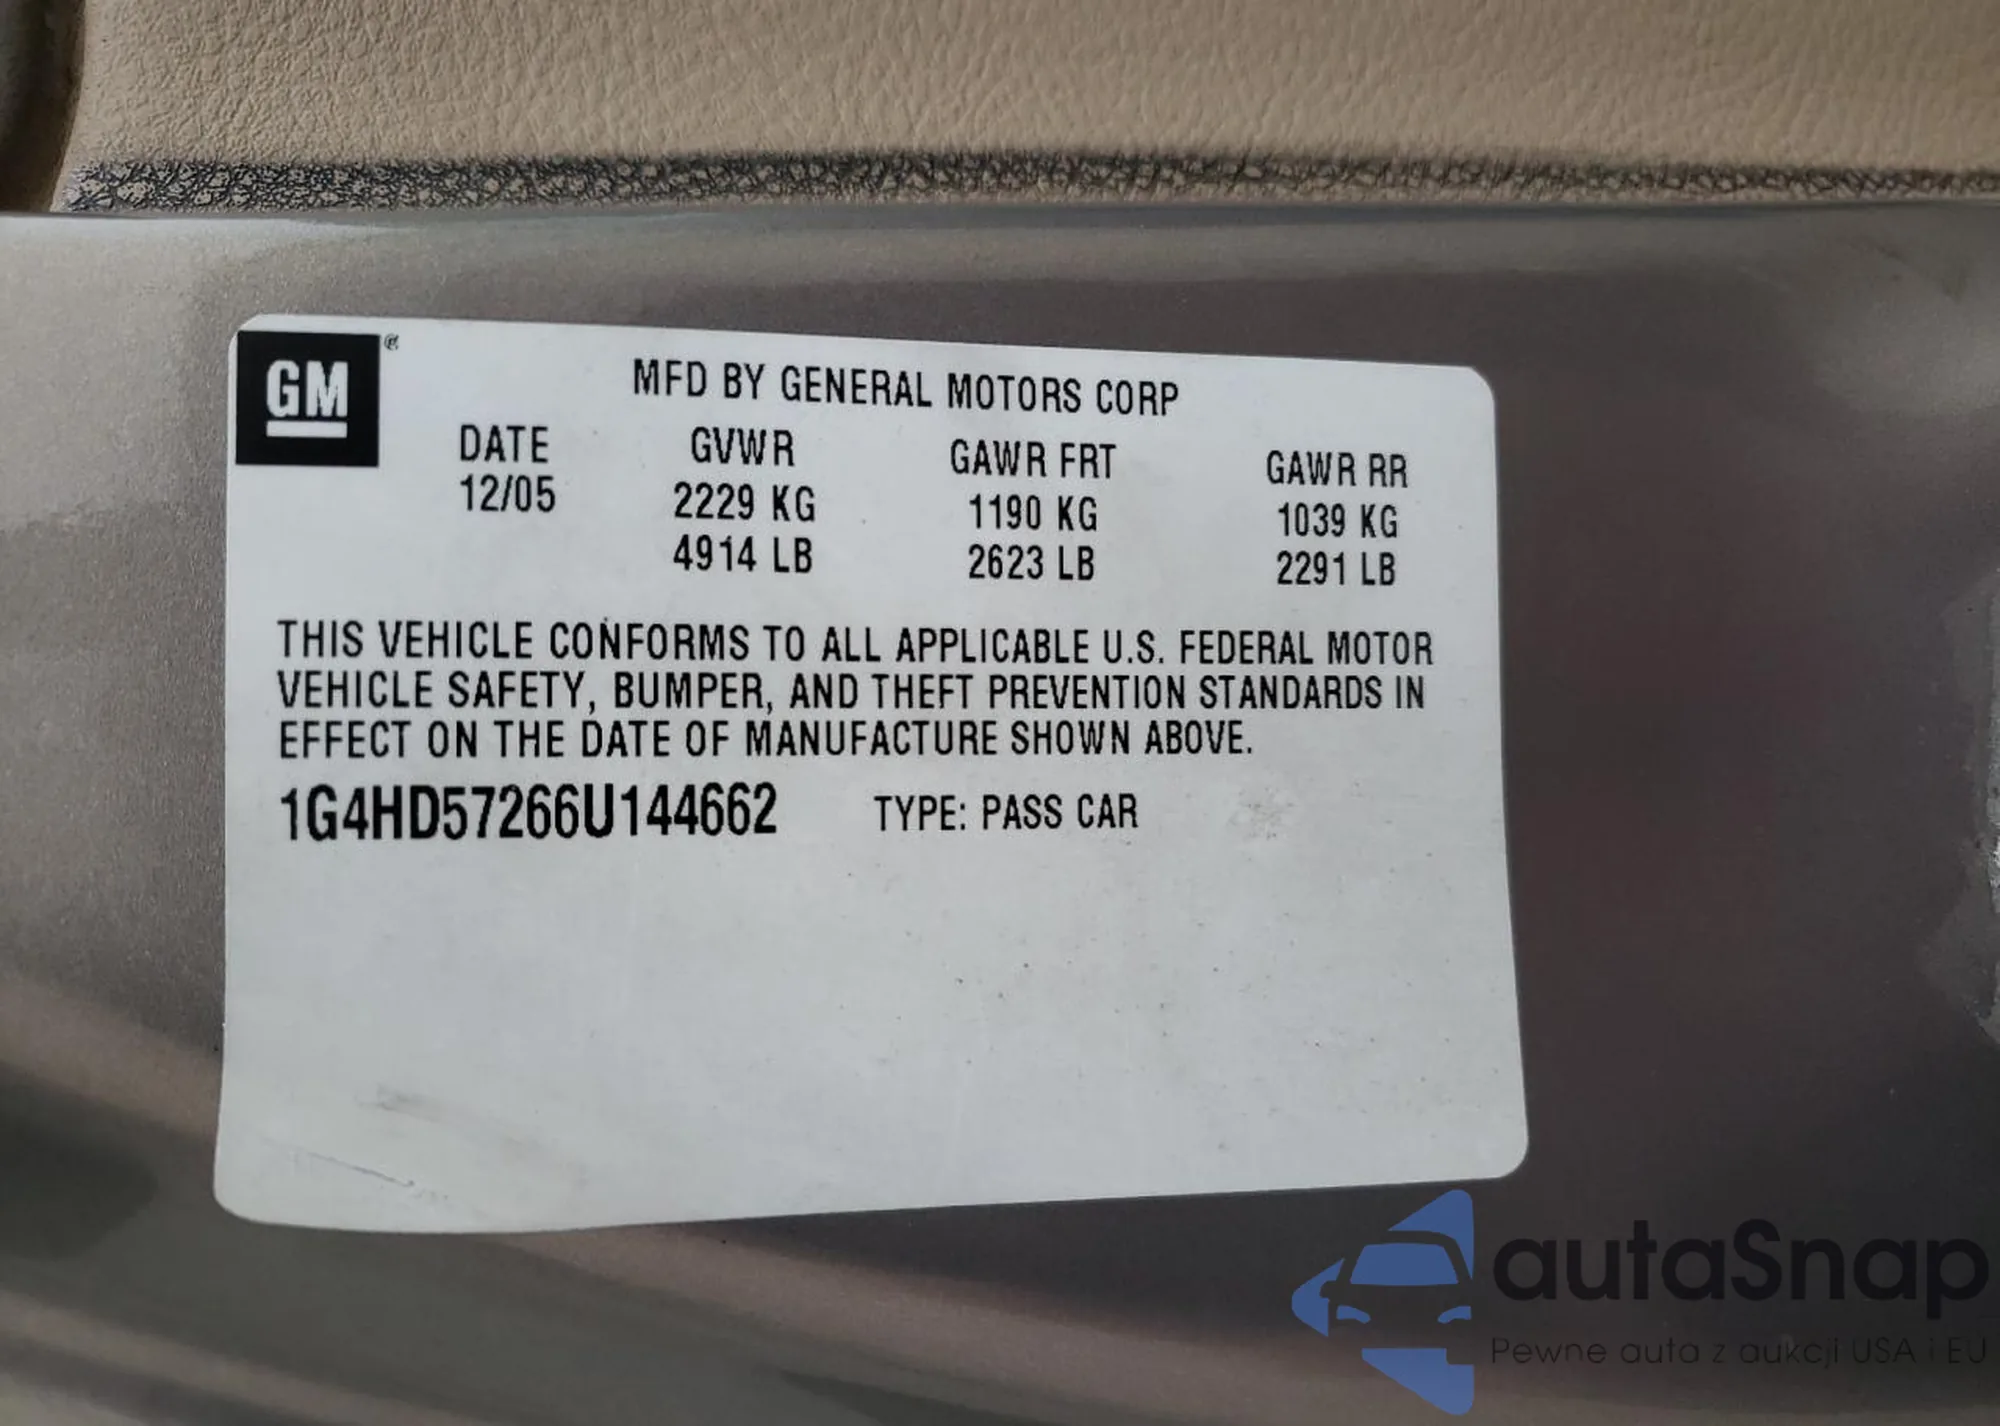 GM®
MFD BY GENERAL MOTORS CORP
DATE GVWR GAWR FRT GAWR RR
12/05 2229 KG 1190 KG 1039 KG
4914 LB 2623 LB 2291 LB
THIS VEHICLE CONFORMS TO ALL APPLICABLE U.S. FEDERAL MOTOR
VEHICLE SAFETY, BUMPER, AND THEFT PREVENTION STANDARDS IN
EFFECT ON THE DATE OF MANUFACTURE SHOWN ABOVE.
1G4HD57266U144662 TYPE: PASS CAR
autaSnap
Pewne auta z aukcji USA i EU